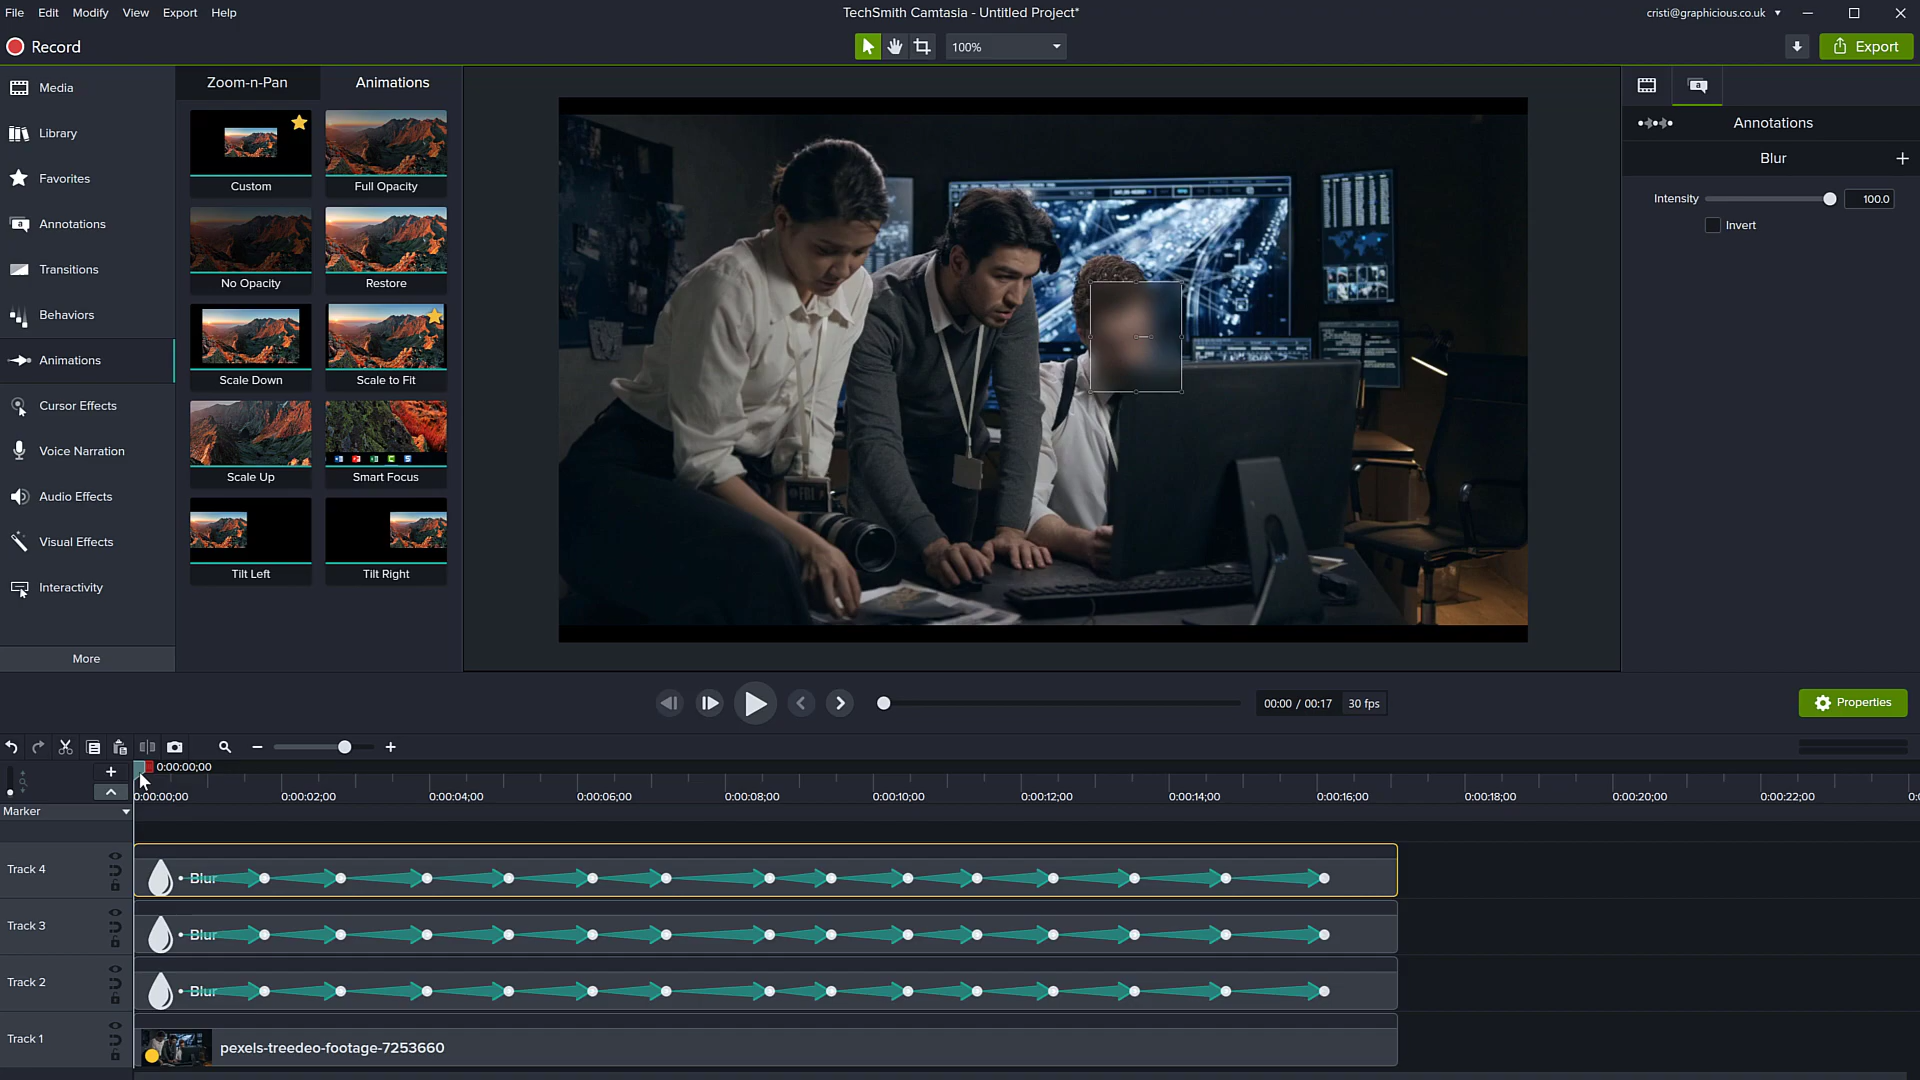 File Edit Modify View Export Help
TechSmith Camtasia - Untitled Project*
cristi@graphicious.co.uk
Record
100%
Export
Media
Library
Favorites
Annotations
Transitions
Behaviors
Animations
Cursor Effects
Voice Narration
Audio Effects
Visual Effects
Interactivity
More
Zoom-n-Pan Animations
Custom Full Opacity
No Opacity Restore
Scale Down Scale to Fit
Scale Up Smart Focus
Tilt Left Tilt Right
FBI
Annotations
Blur
Intensity 100.0
Invert
00:00 / 00:17 30 fps
Properties
0:00:00;00
0:00:00;00 0:00:02;00 0:00:04;00 0:00:06;00 0:00:08;00 0:00:10;00 0:00:12;00 0:00:14;00 0:00:16;00 0:00:18;00 0:00:20;00 0:00:22;00
Marker
Track 4 Blur
Track 3 Blur
Track 2 Blur
Track 1 pexels-treedeo-footage-7253660